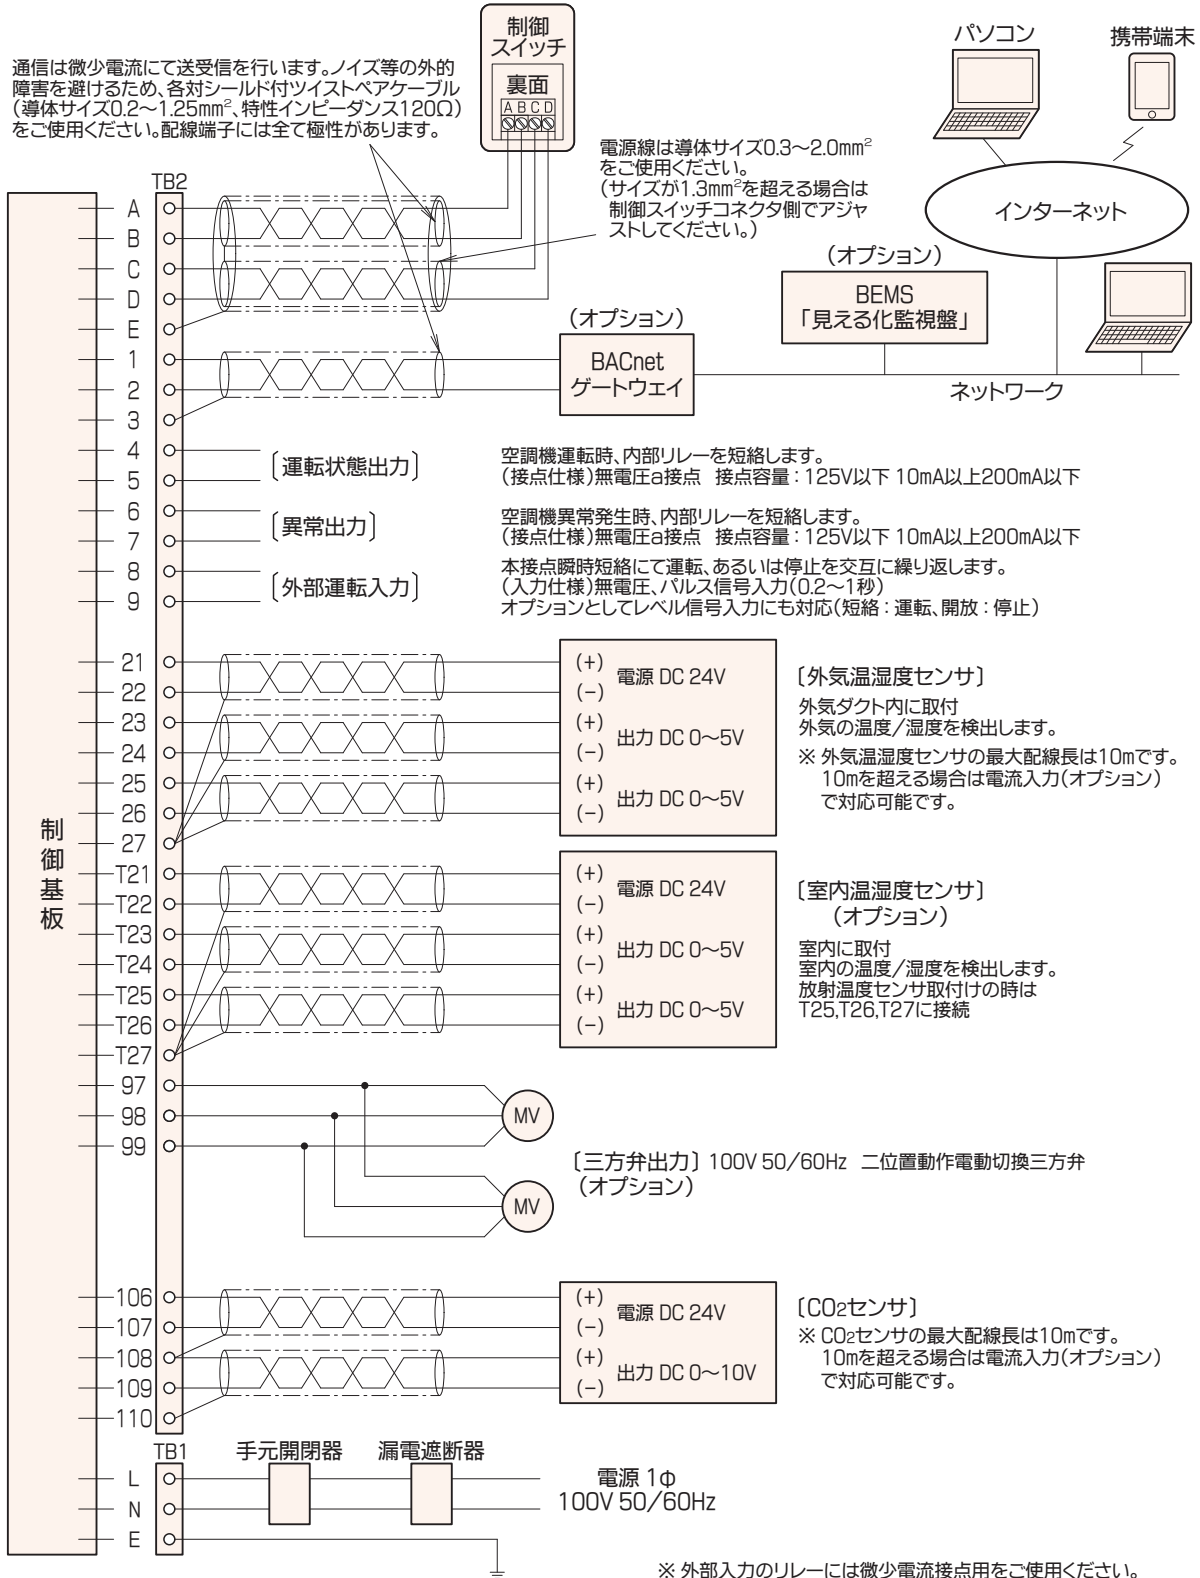 制御
スイッチ
裏面
A B C D
パソコン
携帯端末
通信は微少電流にて送受信を行います。ノイズ等の外的
障害を避けるため、各対シールド付ツイストペアケーブル
(導体サイズ0.2〜1.25mm²、特性インピーダンス120Ω)
をご使用ください。配線端子には全て極性があります。
電源線は導体サイズ0.3〜2.0mm²
をご使用ください。
(サイズが1.3mm²を超える場合は
制御スイッチコネクタ側でアジャ
ストしてください。)
インターネット
(オプション)
BEMS
「見える化監視盤」
(オプション)
BACnet
ゲートウェイ
ネットワーク
制御基板
TB2
A
B
C
D
E
1
2
3
4
5
〔運転状態出力〕
空調機運転時、内部リレーを短絡します。
(接点仕様)無電圧a接点 接点容量:125V以下 10mA以上200mA以下
6
7
〔異常出力〕
空調機異常発生時、内部リレーを短絡します。
(接点仕様)無電圧a接点 接点容量:125V以下 10mA以上200mA以下
8
9
〔外部運転入力〕
本接点瞬時短絡にて運転、あるいは停止を交互に繰り返します。
(入力仕様)無電圧、パルス信号入力(0.2〜1秒)
オプションとしてレベル信号入力にも対応(短絡:運転、開放:停止)
21
22
23
24
25
26
27
(+)
電源 DC 24V
(−)
(+)
出力 DC 0〜5V
(−)
(+)
出力 DC 0〜5V
(−)
〔外気温湿度センサ〕
外気ダクト内に取付
外気の温度/湿度を検出します。
※ 外気温湿度センサの最大配線長は10mです。
10mを超える場合は電流入力(オプション)
で対応可能です。
T21
T22
T23
T24
T25
T26
T27
(+)
電源 DC 24V
(−)
(+)
出力 DC 0〜5V
(−)
(+)
出力 DC 0〜5V
(−)
〔室内温湿度センサ〕
(オプション)
室内に取付
室内の温度/湿度を検出します。
放射温度センサ取付けの時は
T25,T26,T27に接続
97
98
99
MV
MV
〔三方弁出力〕 100V 50/60Hz 二位置動作電動切換三方弁
(オプション)
106
107
108
109
110
(+)
電源 DC 24V
(−)
(+)
出力 DC 0〜10V
(−)
〔CO₂センサ〕
※ CO₂センサの最大配線長は10mです。
10mを超える場合は電流入力(オプション)
で対応可能です。
TB1
手元開閉器
漏電遮断器
L
N
E
電源 1φ
100V 50/60Hz
※ 外部入力のリレーには微少電流接点用をご使用ください。